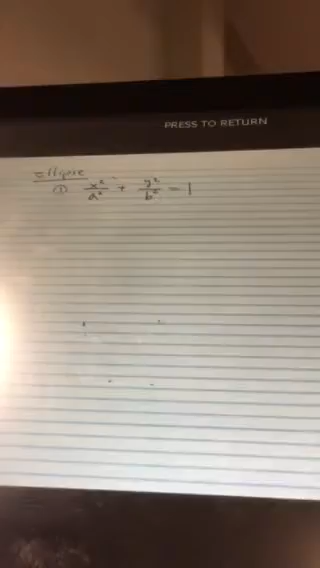 PRESS TO RETURN
Ellipse
① x²/a² + y²/b² = 1